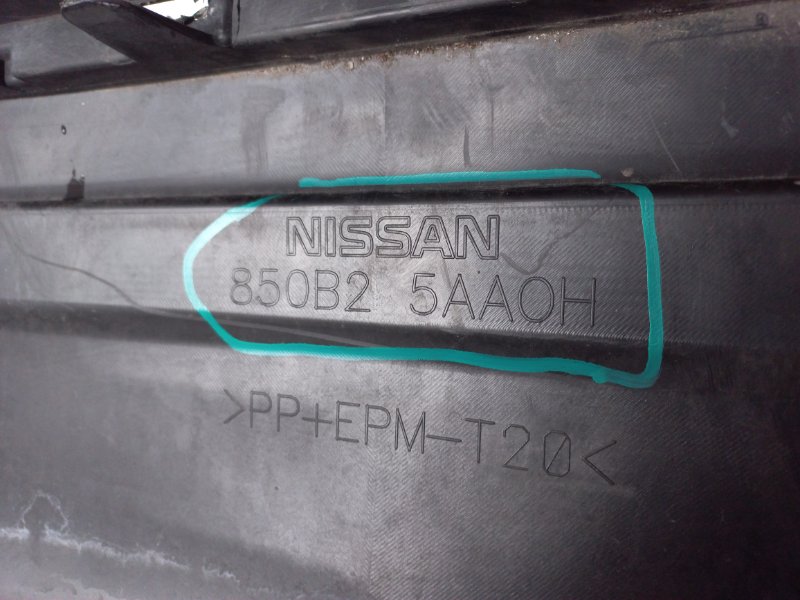 NISSAN
850B2 5AA0H
>PP+EPM-T20<